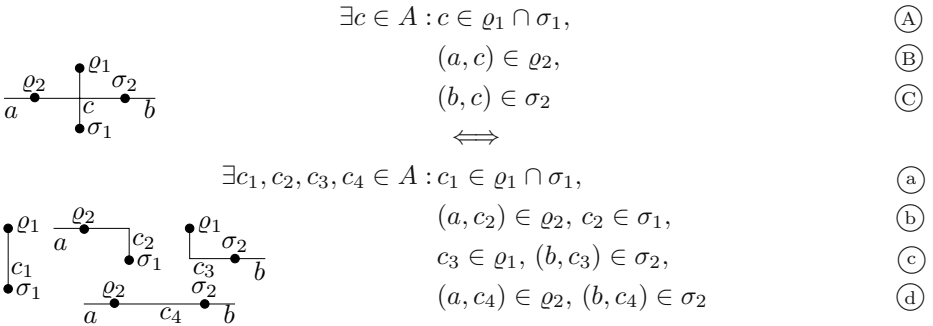 ∃c ∈ A : c ∈ ϱ₁ ∩ σ₁, Ⓐ
(a, c) ∈ ϱ₂, Ⓑ
(b, c) ∈ σ₂ Ⓒ
ϱ₁
ϱ₂ σ₂
a c b
σ₁
⟺
∃c₁, c₂, c₃, c₄ ∈ A : c₁ ∈ ϱ₁ ∩ σ₁, ⓐ
(a, c₂) ∈ ϱ₂, c₂ ∈ σ₁, ⓑ
c₃ ∈ ϱ₁, (b, c₃) ∈ σ₂, ⓒ
(a, c₄) ∈ ϱ₂, (b, c₄) ∈ σ₂ ⓓ
ϱ₁
c₁
σ₁
ϱ₂
a c₂
σ₁
ϱ₁
σ₂
c₃ b
ϱ₂ σ₂
a c₄ b